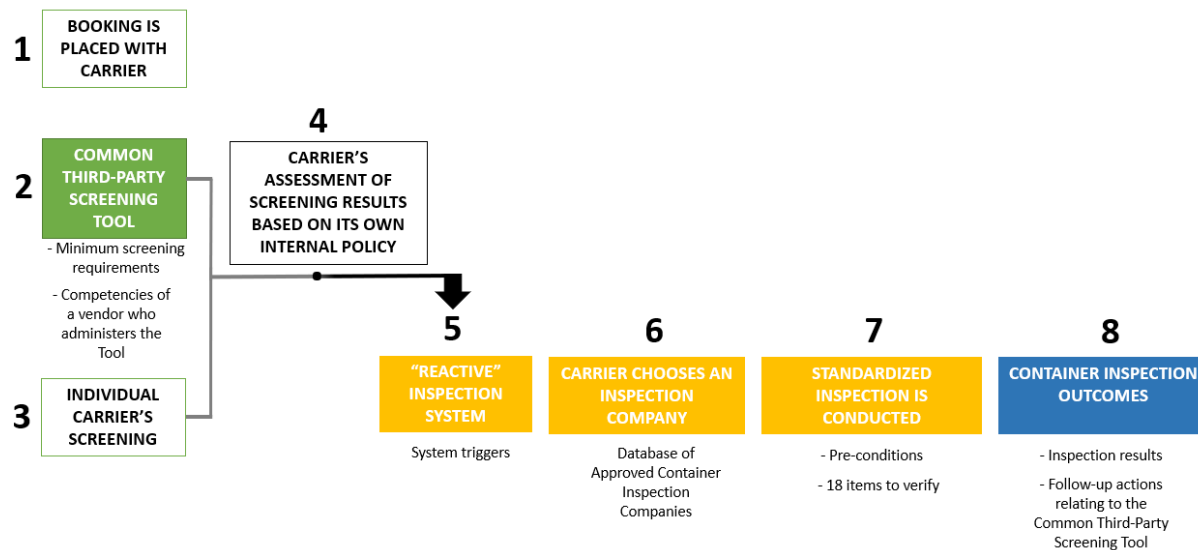 1
BOOKING IS
PLACED WITH
CARRIER
2
COMMON
THIRD-PARTY
SCREENING
TOOL
- Minimum screening
requirements
- Competencies of
a vendor who
administers the
Tool
3
INDIVIDUAL
CARRIER'S
SCREENING
4
CARRIER'S
ASSESSMENT OF
SCREENING RESULTS
BASED ON ITS OWN
INTERNAL POLICY
5
“REACTIVE”
INSPECTION
SYSTEM
System triggers
6
CARRIER CHOOSES AN
INSPECTION
COMPANY
Database of
Approved Container
Inspection
Companies
7
STANDARDIZED
INSPECTION IS
CONDUCTED
- Pre-conditions
- 18 items to verify
8
CONTAINER INSPECTION
OUTCOMES
- Inspection results
- Follow-up actions
relating to the
Common Third-Party
Screening Tool